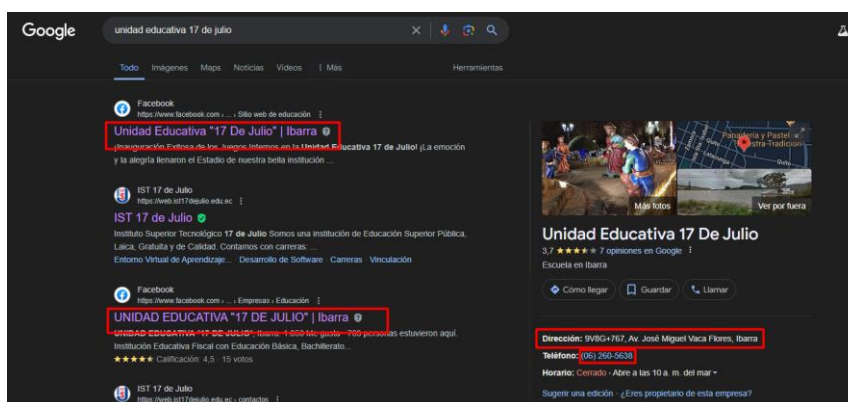 Google
unidad educativa 17 de julio
Todo Imágenes Maps Noticias Videos Más Herramientas
Facebook
https://www.facebook.com › ... › Sitio web de educación
Unidad Educativa "17 De Julio" | Ibarra
¡Inauguración Exitosa de los Juegos Internos en la Unidad Educativa 17 de Julio! ¡La emoción
y la alegría llenaron el Estadio de nuestra bella institución ...
IST 17 de Julio
https://web.ist17dejulio.edu.ec
IST 17 de Julio
Instituto Superior Tecnológico 17 de Julio Somos una Institución de Educación Superior Pública,
Laica, Gratuita y de Calidad. Contamos con carreras: ...
Entorno Virtual de Aprendizaje... · Desarrollo de Software · Carreras · Vinculación
Facebook
https://www.facebook.com › ... › Empresas › Educación
UNIDAD EDUCATIVA "17 DE JULIO" | Ibarra
UNIDAD EDUCATIVA "17 DE JULIO", Ibarra. Me gusta · personas estuvieron aquí.
Institución Educativa Fiscal con Educación Básica, Bachillerato...
Calificación: 4,5 · 15 votos
IST 17 de Julio
https://web.ist17dejulio.edu.ec › contactos
Panadería y Pastel
Tradicion
Quito
Más fotos
Ver por fuera
Unidad Educativa 17 De Julio
3,7 7 opiniones en Google
Escuela en Ibarra
Cómo llegar Guardar Llamar
Dirección: 9V8G+767, Av. José Miguel Vaca Flores, Ibarra
Teléfono: (06) 260-5638
Horario: Cerrado · Abre a las 10 a. m. del mar
Sugerir una edición · ¿Eres propietario de esta empresa?